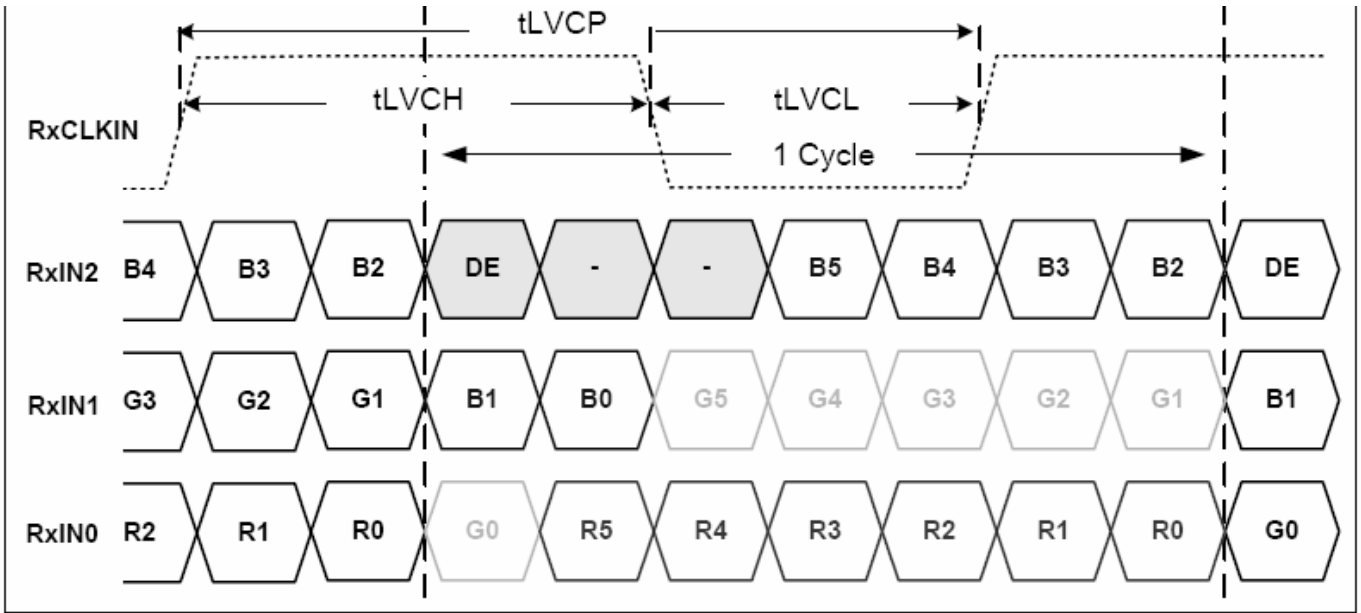 tLVCP
tLVCH tLVCL
RxCLKIN
1 Cycle
RxIN2 B4 B3 B2 DE - - B5 B4 B3 B2 DE
RxIN1 G3 G2 G1 B1 B0 G5 G4 G3 G2 G1 B1
RxIN0 R2 R1 R0 G0 R5 R4 R3 R2 R1 R0 G0